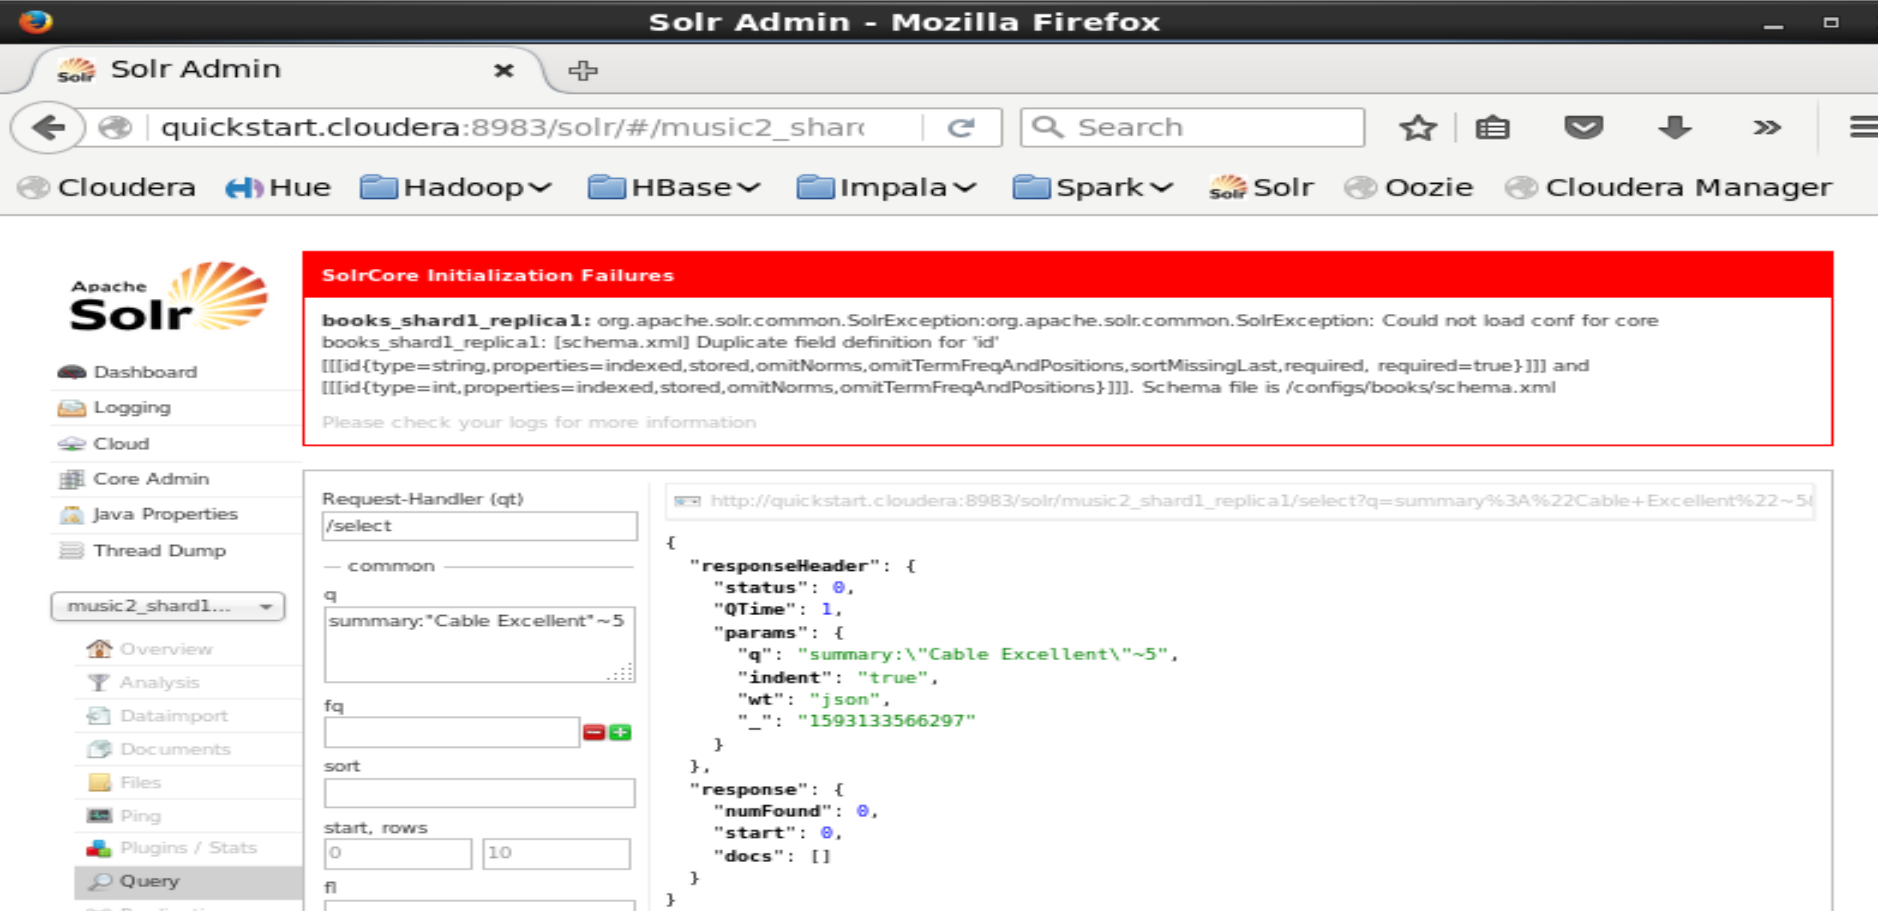 Solr Admin - Mozilla Firefox
Solr Solr Admin
quickstart.cloudera:8983/solr/#/music2_shar
Search
Cloudera Hue Hadoop HBase Impala Spark Solr Solr Oozie Cloudera Manager
Apache
Solr
SolrCore Initialization Failures
books_shard1_replica1: org.apache.solr.common.SolrException:org.apache.solr.common.SolrException: Could not load conf for core
books_shard1_replica1: [schema.xml] Duplicate field definition for 'id'
[[[id{type=string,properties=indexed,stored,omitNorms,omitTermFreqAndPositions,sortMissingLast,required, required=true}]]] and
[[[id{type=int,properties=indexed,stored,omitNorms,omitTermFreqAndPositions}]]]. Schema file is /configs/books/schema.xml
Please check your logs for more information
Dashboard
Logging
Cloud
Core Admin
Java Properties
Thread Dump
music2_shard1...
Overview
Analysis
Dataimport
Documents
Files
Ping
Plugins / Stats
Query
Request-Handler (qt)
/select
common
q
summary:"Cable Excellent"~5
fq
sort
start, rows
0 10
fl
http://quickstart.cloudera:8983/solr/music2_shard1_replica1/select?q=summary%3A%22Cable+Excellent%22~5
{
"responseHeader": {
"status": 0,
"QTime": 1,
"params": {
"q": "summary:\"Cable Excellent\"~5",
"indent": "true",
"wt": "json",
"_": "1593133566297"
}
},
"response": {
"numFound": 0,
"start": 0,
"docs": []
}
}